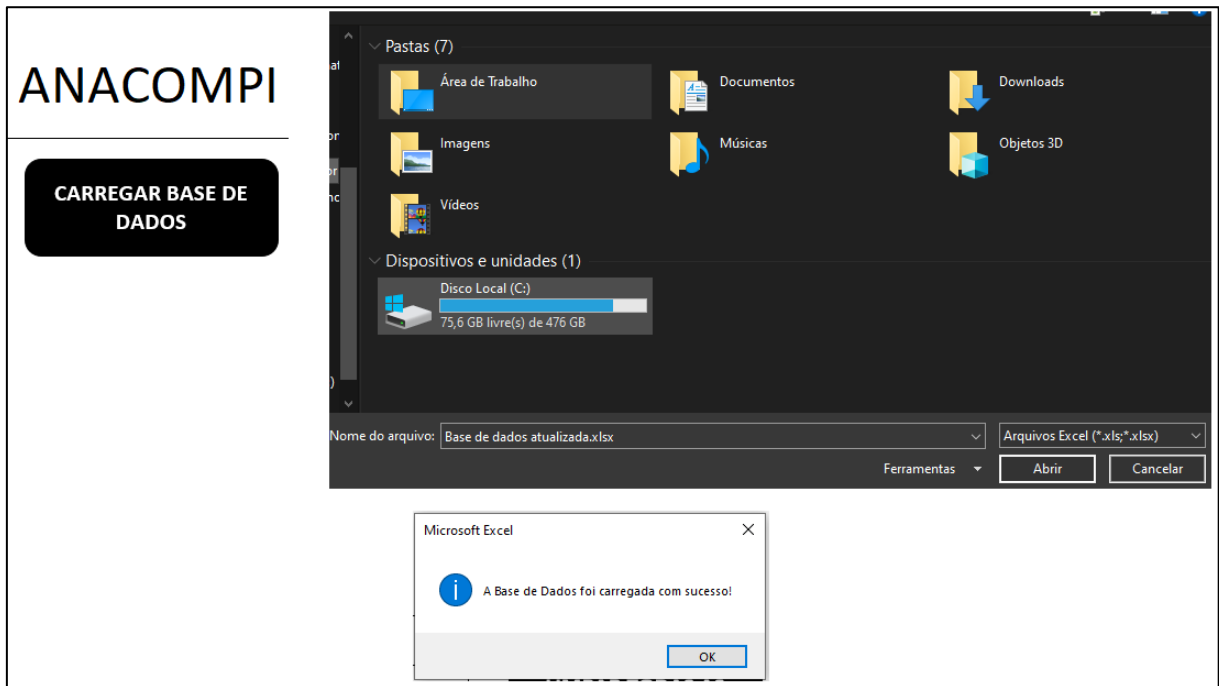 ANACOMPI
CARREGAR BASE DE
DADOS
Pastas (7)
Área de Trabalho
Documentos
Downloads
Imagens
Músicas
Objetos 3D
Vídeos
Dispositivos e unidades (1)
Disco Local (C:)
75,6 GB livre(s) de 476 GB
Nome do arquivo:
Base de dados atualizada.xlsx
Arquivos Excel (*.xls;*.xlsx)
Ferramentas
Abrir
Cancelar
Microsoft Excel
A Base de Dados foi carregada com sucesso!
OK